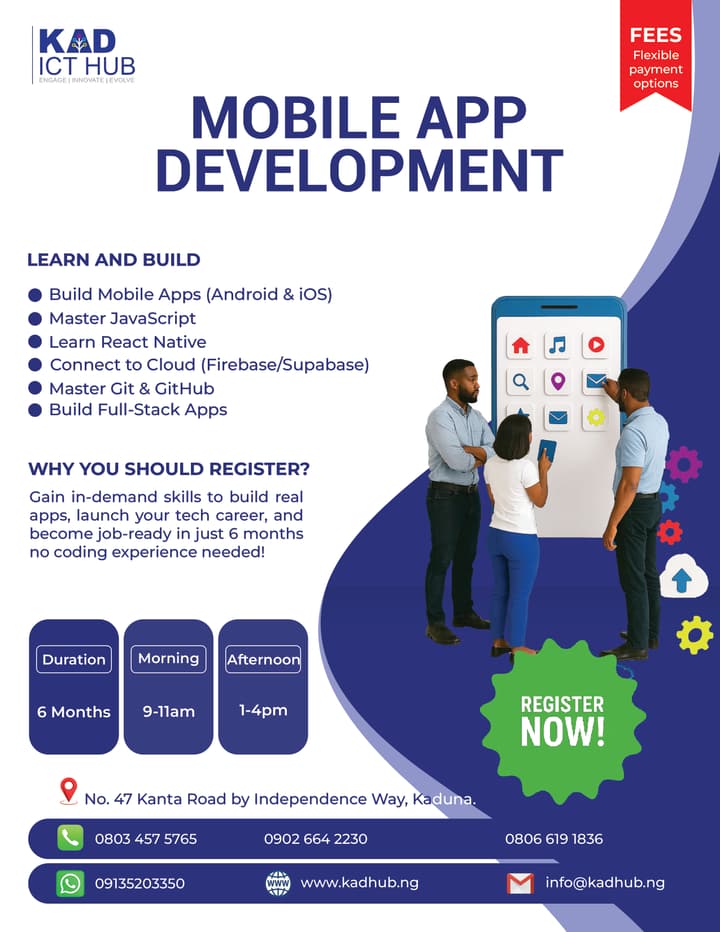 KAD
ICT HUB
ENGAGE | INNOVATE | EVOLVE
FEES
Flexible
payment
options
MOBILE APP
DEVELOPMENT
LEARN AND BUILD
Build Mobile Apps (Android & iOS)
Master JavaScript
Learn React Native
Connect to Cloud (Firebase/Supabase)
Master Git & GitHub
Build Full-Stack Apps
WHY YOU SHOULD REGISTER?
Gain in-demand skills to build real
apps, launch your tech career, and
become job-ready in just 6 months
no coding experience needed!
Duration
6 Months
Morning
9-11am
Afternoon
1-4pm
REGISTER
NOW!
No. 47 Kanta Road by Independence Way, Kaduna.
0803 457 5765 0902 664 2230 0806 619 1836
09135203350 www.kadhub.ng info@kadhub.ng